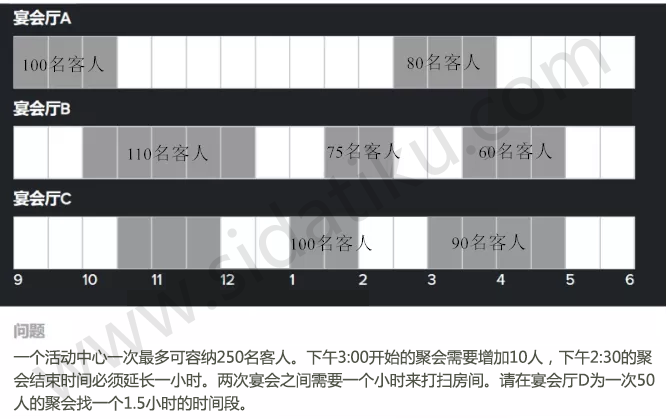 宴会厅A
100名客人 80名客人
宴会厅B
110名客人 75名客人 60名客人
宴会厅C
100名客人 90名客人
9 10 11 12 1 2 3 4 5 6
问题
一个活动中心一次最多可容纳250名客人。下午3:00开始的聚会需要增加10人，下午2:30的聚
会结束时间必须延长一小时。两次宴会之间需要一个小时来打扫房间。请在宴会厅D为一次50
人的聚会找一个1.5小时的时间段。
www.sidatiku.com